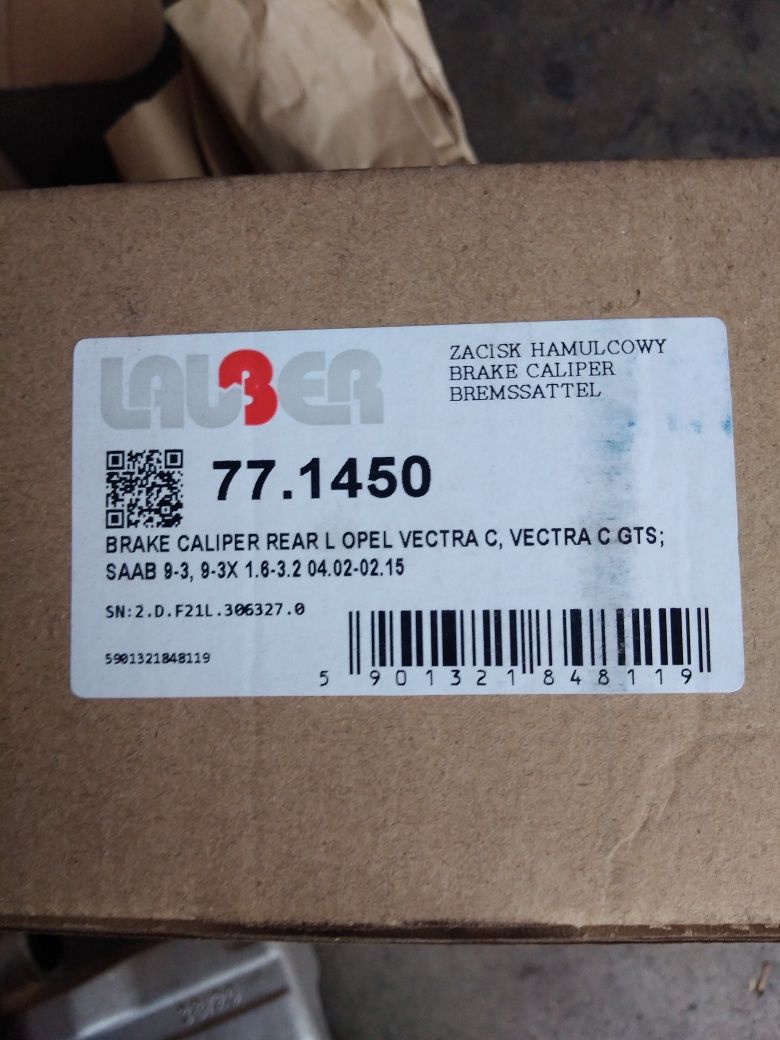 LAUBER
ZACISK HAMULCOWY
BRAKE CALIPER
BREMSSATTEL
77.1450
BRAKE CALIPER REAR L OPEL VECTRA C, VECTRA C GTS;
SAAB 9-3, 9-3X 1.6-3.2 04.02-02.15
SN:2.D.F21L.306327.0
5901321848119
5 901321 848119